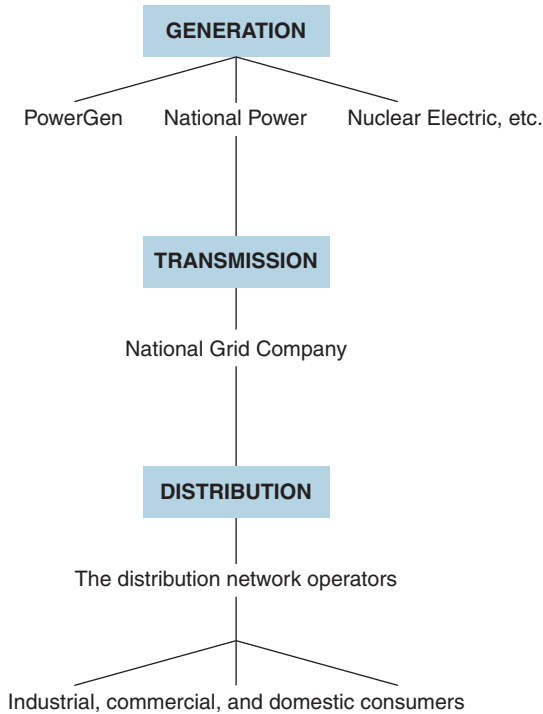 GENERATION
PowerGen National Power Nuclear Electric, etc.
TRANSMISSION
National Grid Company
DISTRIBUTION
The distribution network operators
Industrial, commercial, and domestic consumers